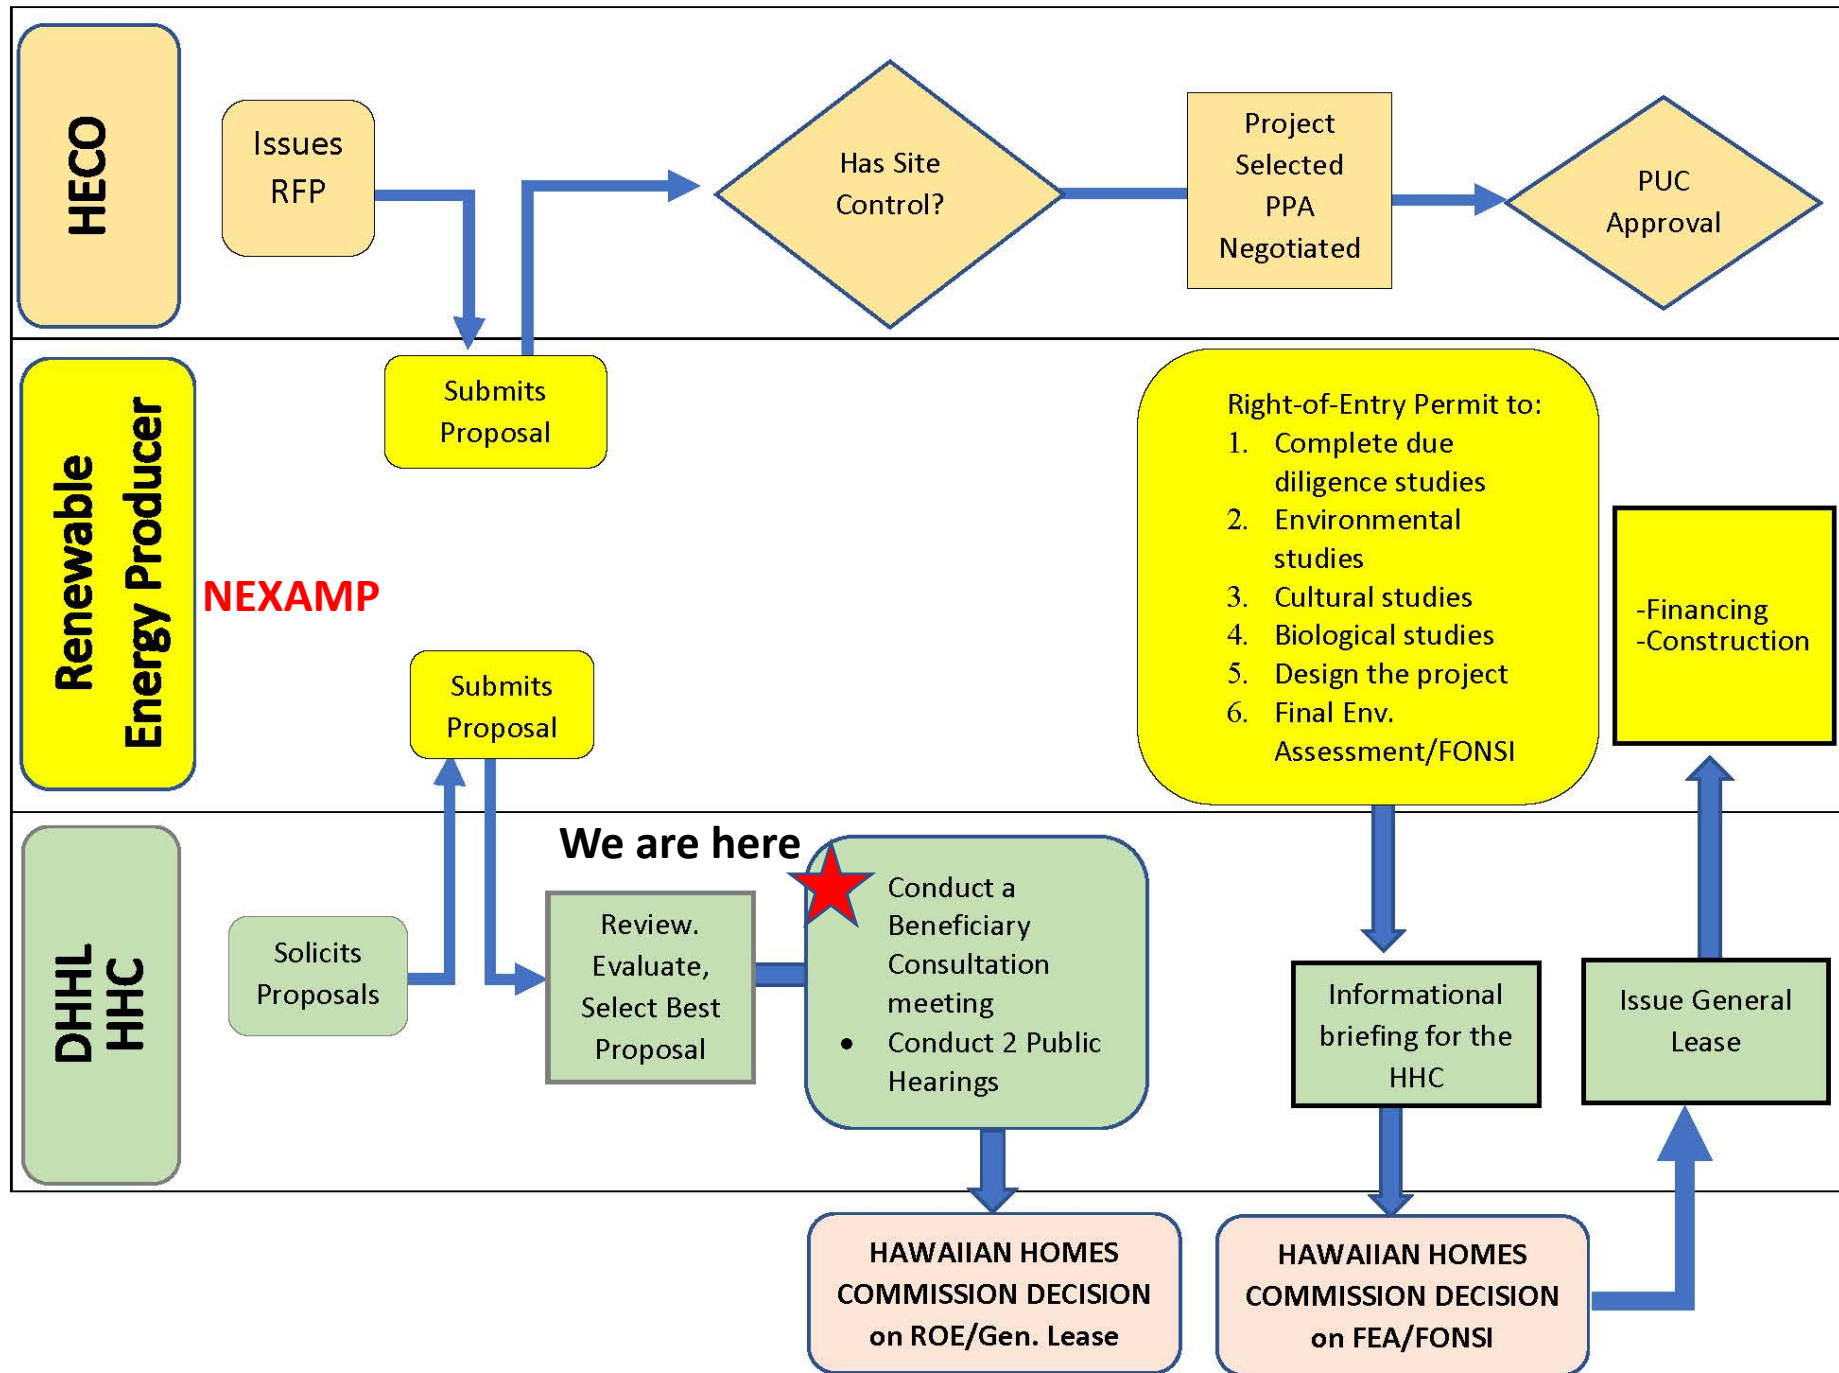 HECO
Issues
RFP
Has Site
Control?
Project
Selected
PPA
Negotiated
PUC
Approval
Renewable
Energy Producer
NEXAMP
Submits
Proposal
Submits
Proposal
Right-of-Entry Permit to:
1. Complete due
diligence studies
2. Environmental
studies
3. Cultural studies
4. Biological studies
5. Design the project
6. Final Env.
Assessment/FONSI
-Financing
-Construction
DHHL
HHC
We are here
Solicits
Proposals
Review.
Evaluate,
Select Best
Proposal
Conduct a
Beneficiary
Consultation
meeting
• Conduct 2 Public
Hearings
Informational
briefing for the
HHC
Issue General
Lease
HAWAIIAN HOMES
COMMISSION DECISION
on ROE/Gen. Lease
HAWAIIAN HOMES
COMMISSION DECISION
on FEA/FONSI